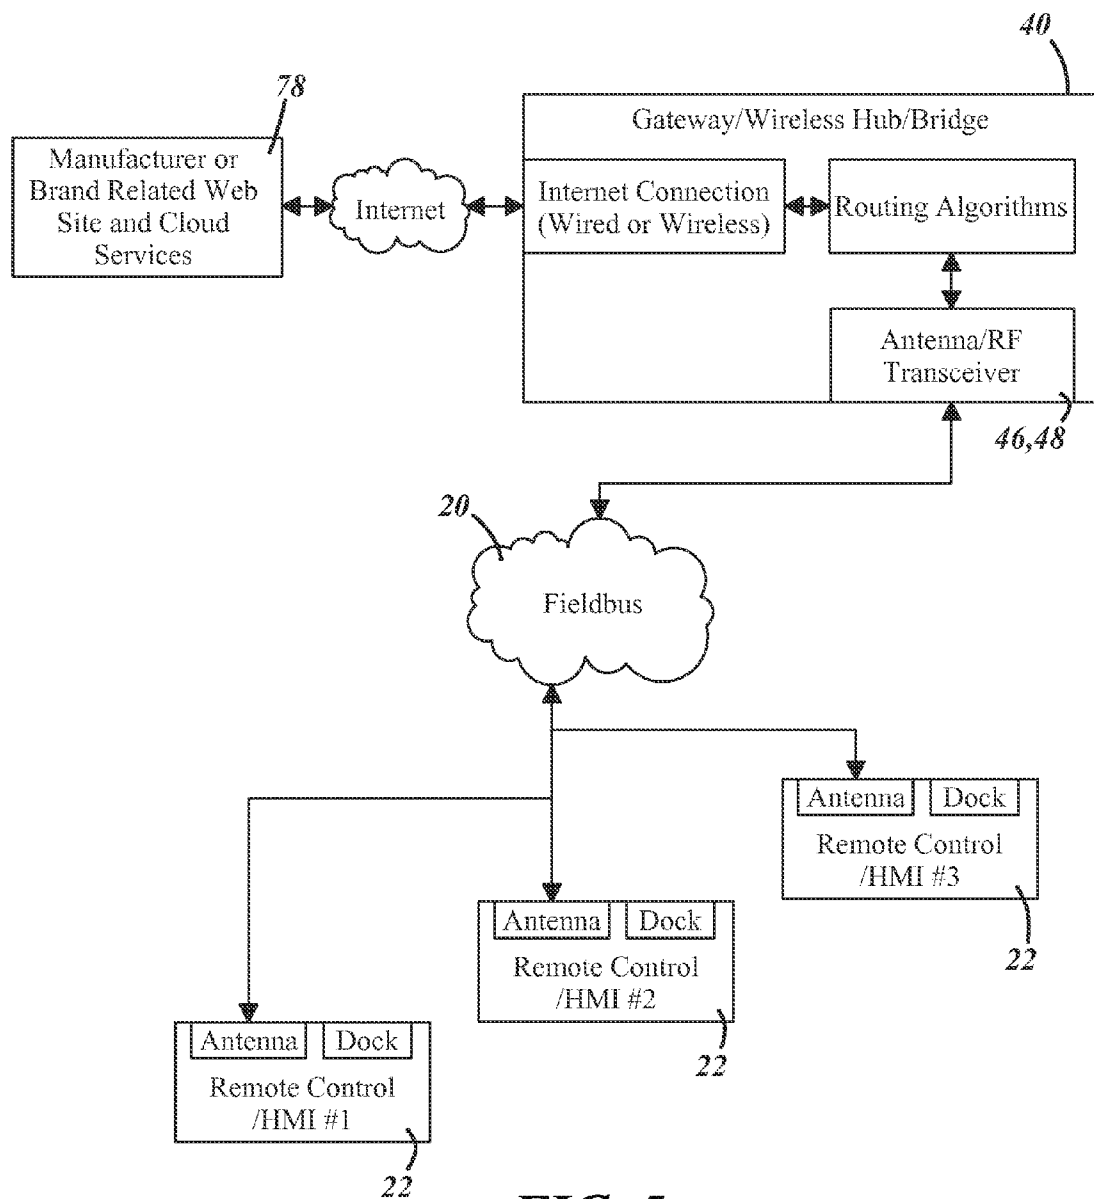 40
78
Gateway/Wireless Hub/Bridge
Manufacturer or
Brand Related Web
Site and Cloud
Services
Internet
Internet Connection
(Wired or Wireless)
Routing Algorithms
Antenna/RF
Transceiver
46,48
20
Fieldbus
Antenna
Dock
Remote Control
/HMI #3
22
Antenna
Dock
Remote Control
/HMI #2
22
Antenna
Dock
Remote Control
/HMI #1
22